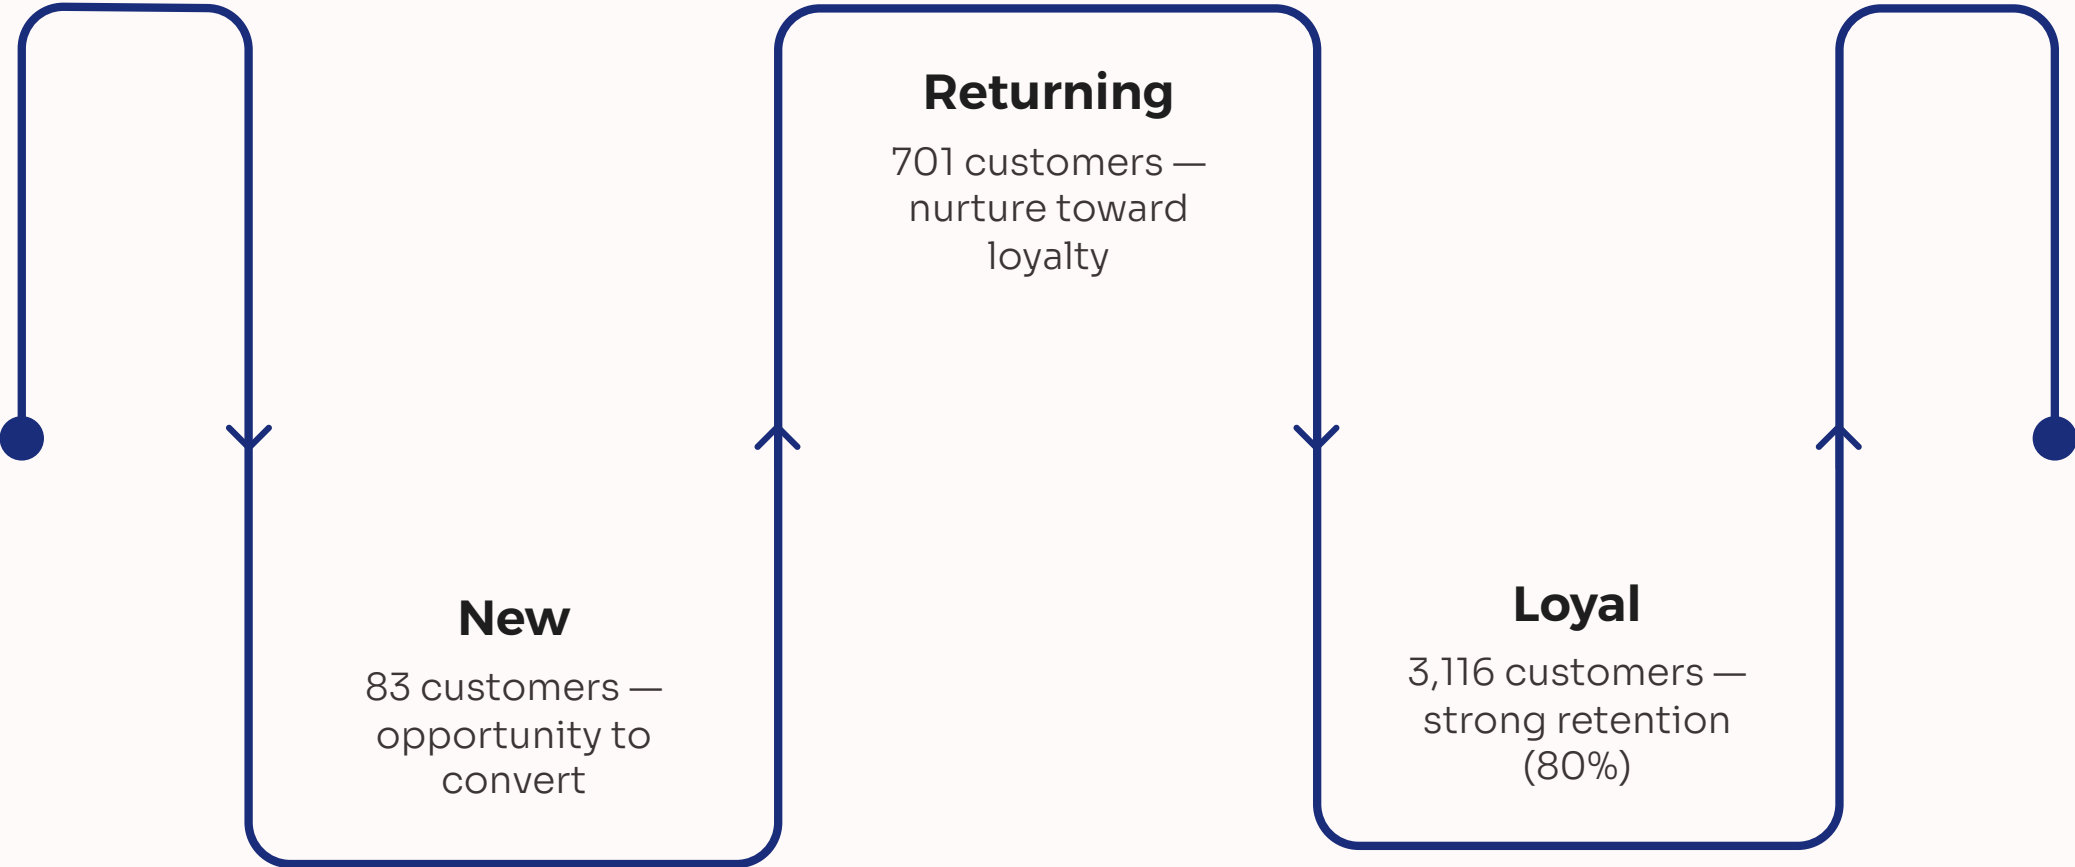 New
83 customers —
opportunity to
convert
Returning
701 customers —
nurture toward
loyalty
Loyal
3,116 customers —
strong retention
(80%)